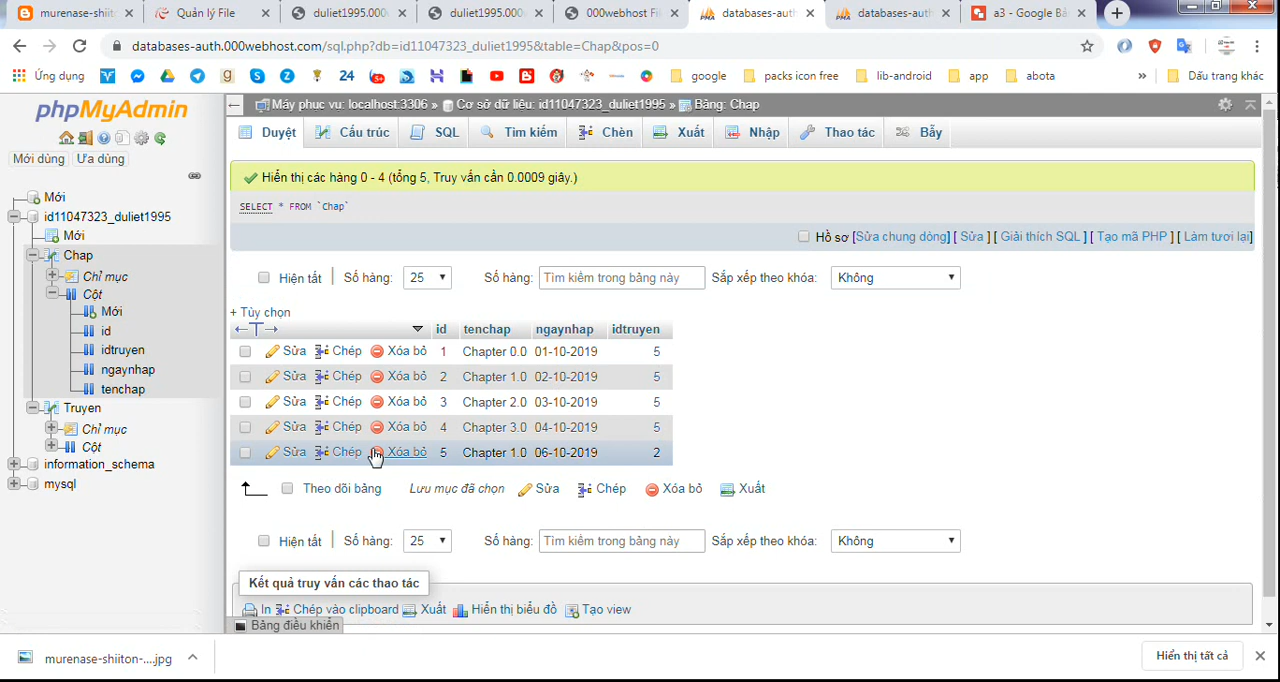 murenase-shiit
Quản lý File
duliet1995.000
duliet1995.000
000webhost Fi
databases-aut
databases-aut
a3 - Google Bả
databases-auth.000webhost.com/sql.php?db=id11047323_duliet1995&table=Chap&pos=0
Ứng dụng
24
google
packs icon free
lib-android
app
abota
»
Dấu trang khác
phpMyAdmin
Mới dùng Ưa dùng
Mới
id11047323_duliet1995
Mới
Chap
Chỉ mục
Cột
Mới
id
idtruyen
ngaynhap
tenchap
Truyen
Chỉ mục
Cột
information_schema
mysql
Máy phục vụ: localhost:3306 » Cơ sở dữ liệu: id11047323_duliet1995 » Bảng: Chap
Duyệt Cấu trúc SQL Tìm kiếm Chèn Xuất Nhập Thao tác Bẫy
Hiển thị các hàng 0 - 4 (tổng 5, Truy vấn cần 0.0009 giây.)
SELECT * FROM `Chap`
Hồ sơ [Sửa chung dòng] [ Sửa ] [ Giải thích SQL ] [ Tạo mã PHP ] [ Làm tươi lại]
Hiện tất Số hàng: 25 Số hàng: Tìm kiếm trong bảng này Sắp xếp theo khóa: Không
+ Tùy chọn
id tenchap ngaynhap idtruyen
Sửa Chép Xóa bỏ 1 Chapter 0.0 01-10-2019 5
Sửa Chép Xóa bỏ 2 Chapter 1.0 02-10-2019 5
Sửa Chép Xóa bỏ 3 Chapter 2.0 03-10-2019 5
Sửa Chép Xóa bỏ 4 Chapter 3.0 04-10-2019 5
Sửa Chép Xóa bỏ 5 Chapter 1.0 06-10-2019 2
Theo dõi bảng Lưu mục đã chọn Sửa Chép Xóa bỏ Xuất
Hiện tất Số hàng: 25 Số hàng: Tìm kiếm trong bảng này Sắp xếp theo khóa: Không
Kết quả truy vấn các thao tác
In Chép vào clipboard Xuất Hiển thị biểu đồ Tạo view
Bảng điều khiển
murenase-shiiton-....jpg
Hiển thị tất cả